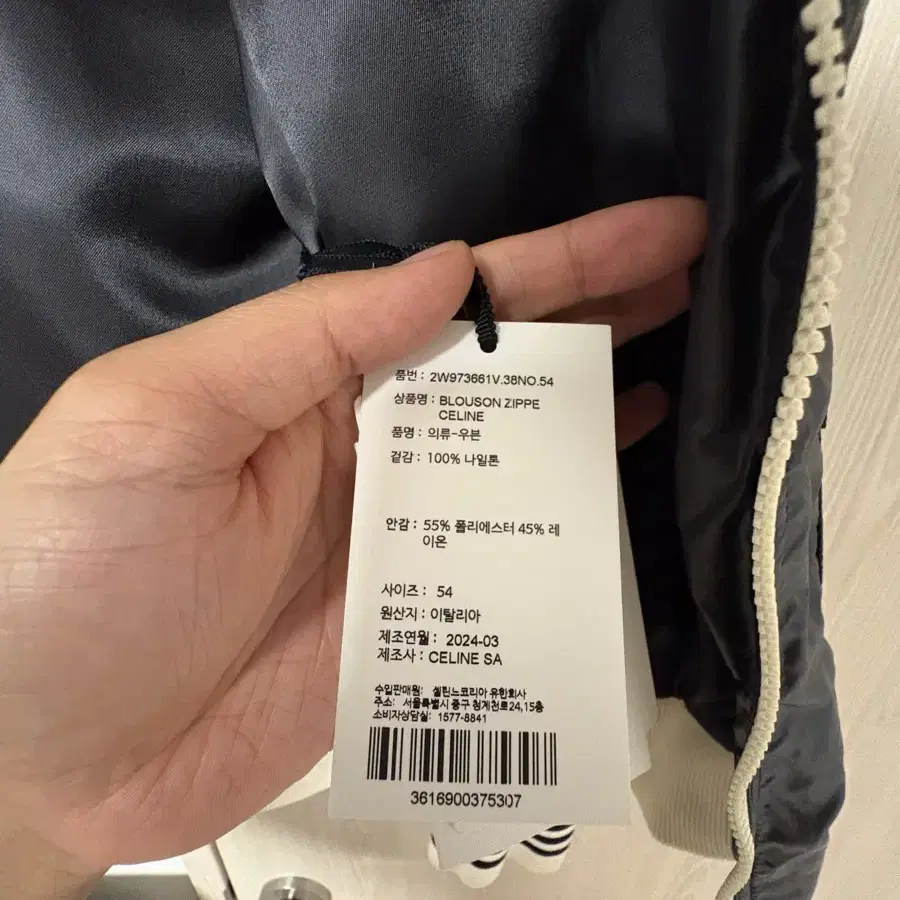 품번 : 2W973661V.38NO.54
상품명 : BLOUSON ZIPPE
CELINE
품명 : 의류-우븐
겉감 : 100% 나일론
안감 : 55% 폴리에스터 45% 레
이온
사이즈 : 54
원산지 : 이탈리아
제조연월 : 2024-03
제조사 : CELINE SA
수입판매원: 셀린느코리아 유한회사
주소: 서울특별시 중구 청계천로24,15층
소비자상담실: 1577-8841
3616900375307